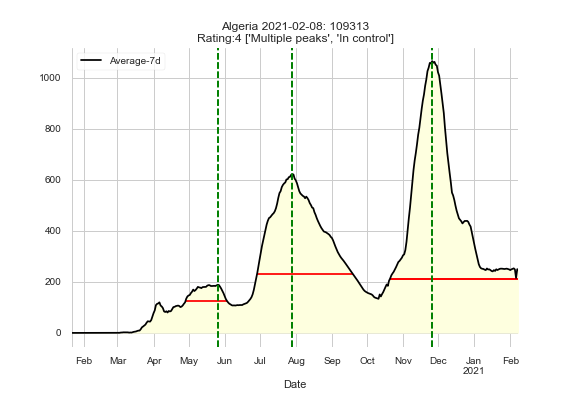 Algeria 2021-02-08: 109313
Rating:4 ['Multiple peaks', 'In control']
Average-7d
1000
800
600
400
200
0
Feb Mar Apr May Jun Jul Aug Sep Oct Nov Dec Jan Feb
2021
Date